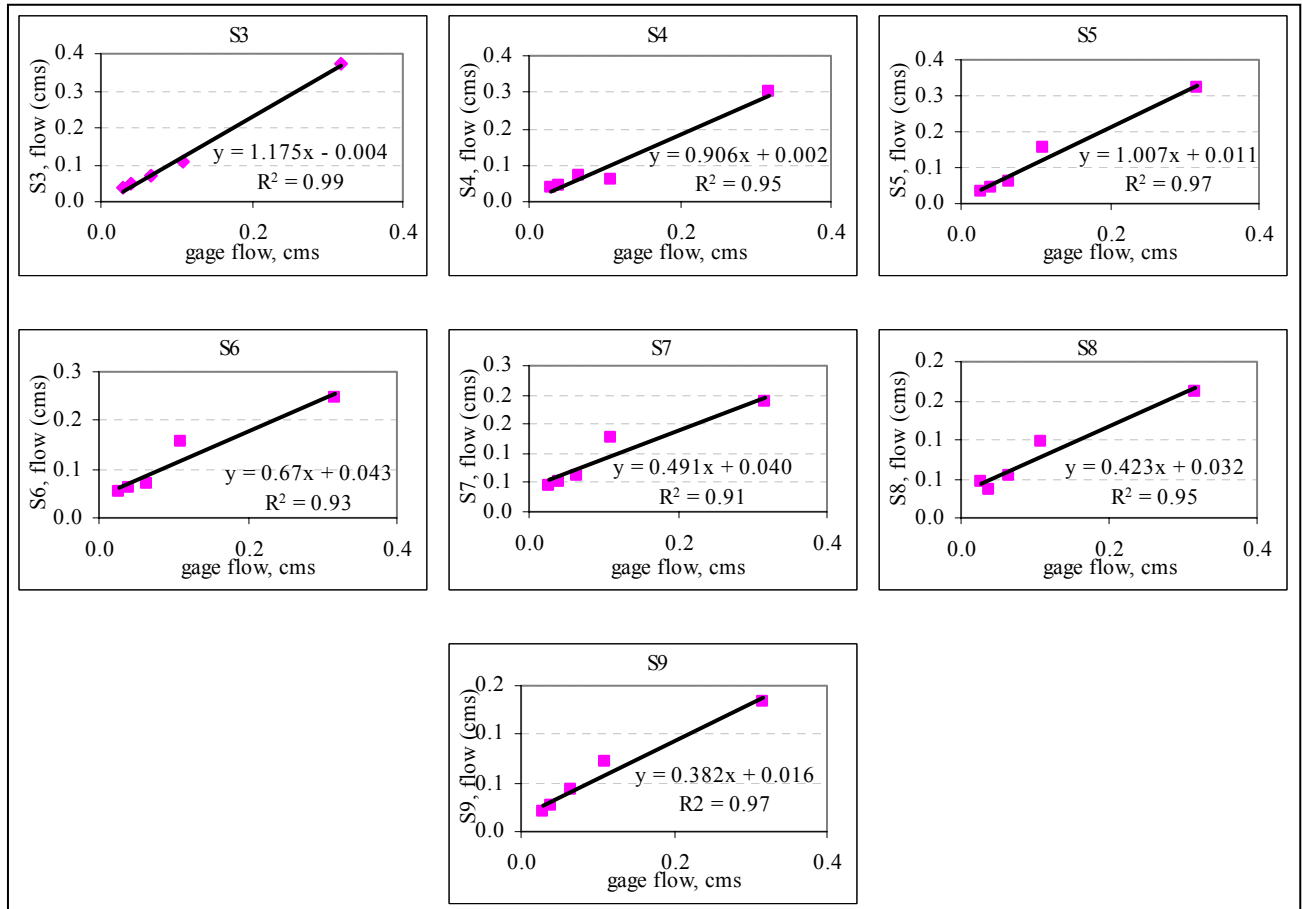 S3
S3, flow (cms)
0.4
0.3
0.2
0.1
0.0
y = 1.175x - 0.004
R² = 0.99
0.0 0.2 0.4
gage flow, cms
S4
S4, flow (cms)
0.4
0.3
0.2
0.1
0.0
y = 0.906x + 0.002
R² = 0.95
0.0 0.2 0.4
gage flow, cms
S5
S5, flow (cms)
0.4
0.3
0.2
0.1
0.0
y = 1.007x + 0.011
R² = 0.97
0.0 0.2 0.4
gage flow, cms
S6
S6, flow (cms)
0.3
0.2
0.1
0.0
y = 0.67x + 0.043
R² = 0.93
0.0 0.2 0.4
gage flow, cms
S7
S7, flow (cms)
0.3
0.2
0.2
0.1
0.1
0.0
y = 0.491x + 0.040
R² = 0.91
0.0 0.2 0.4
gage flow, cms
S8
S8, flow (cms)
0.2
0.2
0.1
0.1
0.0
y = 0.423x + 0.032
R² = 0.95
0.0 0.2 0.4
gage flow, cms
S9
S9, flow (cms)
0.2
0.1
0.1
0.0
y = 0.382x + 0.016
R2 = 0.97
0.0 0.2 0.4
gage flow, cms